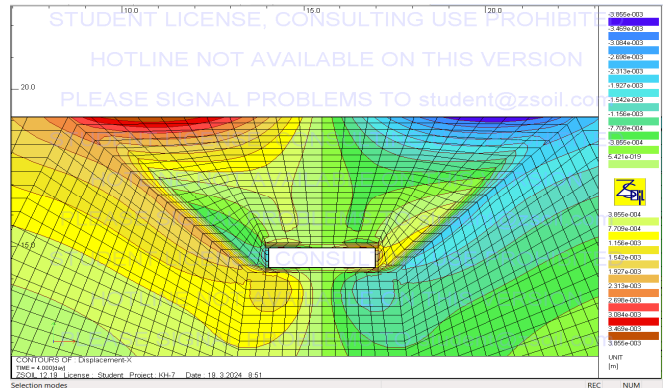 10.0 15.0 20.0
STUDENT LICENSE, CONSULTING USE PROHIBITE
HOTLINE NOT AVAILABLE ON THIS VERSION
20.0
PLEASE SIGNAL PROBLEMS TO student@zsoil.com
15.0
CONSUL
-3.855e-003
-3.469e-003
-3.084e-003
-2.698e-003
-2.313e-003
-1.927e-003
-1.542e-003
-1.156e-003
-7.709e-004
-3.855e-004
5.421e-019
3.855e-004
7.709e-004
1.156e-003
1.542e-003
1.927e-003
2.313e-003
2.698e-003
3.084e-003
3.469e-003
3.855e-003
UNIT
[m]
CONTOURS OF : Displacement-X
TIME = 4.000[day]
ZSOIL 12.19 License : Student Project : KH-7 Date : 19. 3.2024 8:51
Selection modes REC NUM